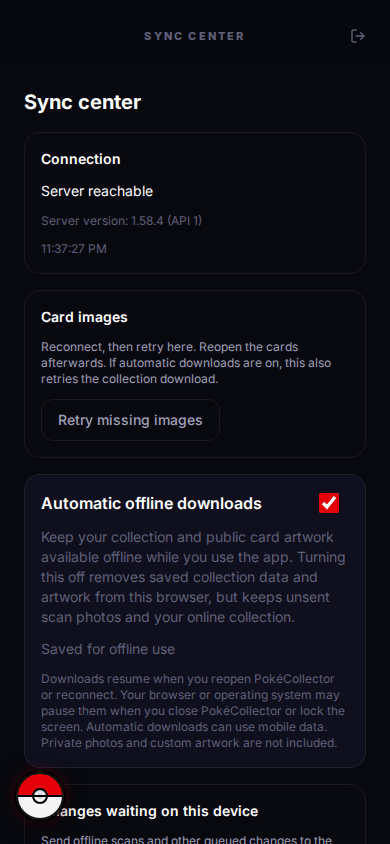 SYNC CENTER
Sync center
Connection
Server reachable
Server version: 1.58.4 (API 1)
11:37:27 PM
Card images
Reconnect, then retry here. Reopen the cards
afterwards. If automatic downloads are on, this also
retries the collection download.
Retry missing images
Automatic offline downloads
Keep your collection and public card artwork
available offline while you use the app. Turning
this off removes saved collection data and
artwork from this browser, but keeps unsent
scan photos and your online collection.
Saved for offline use
Downloads resume when you reopen PokéCollector
or reconnect. Your browser or operating system may
pause them when you close PokéCollector or lock the
screen. Automatic downloads can use mobile data.
Private photos and custom artwork are not included.
anges waiting on this device
Send offline scans and other queued changes to the